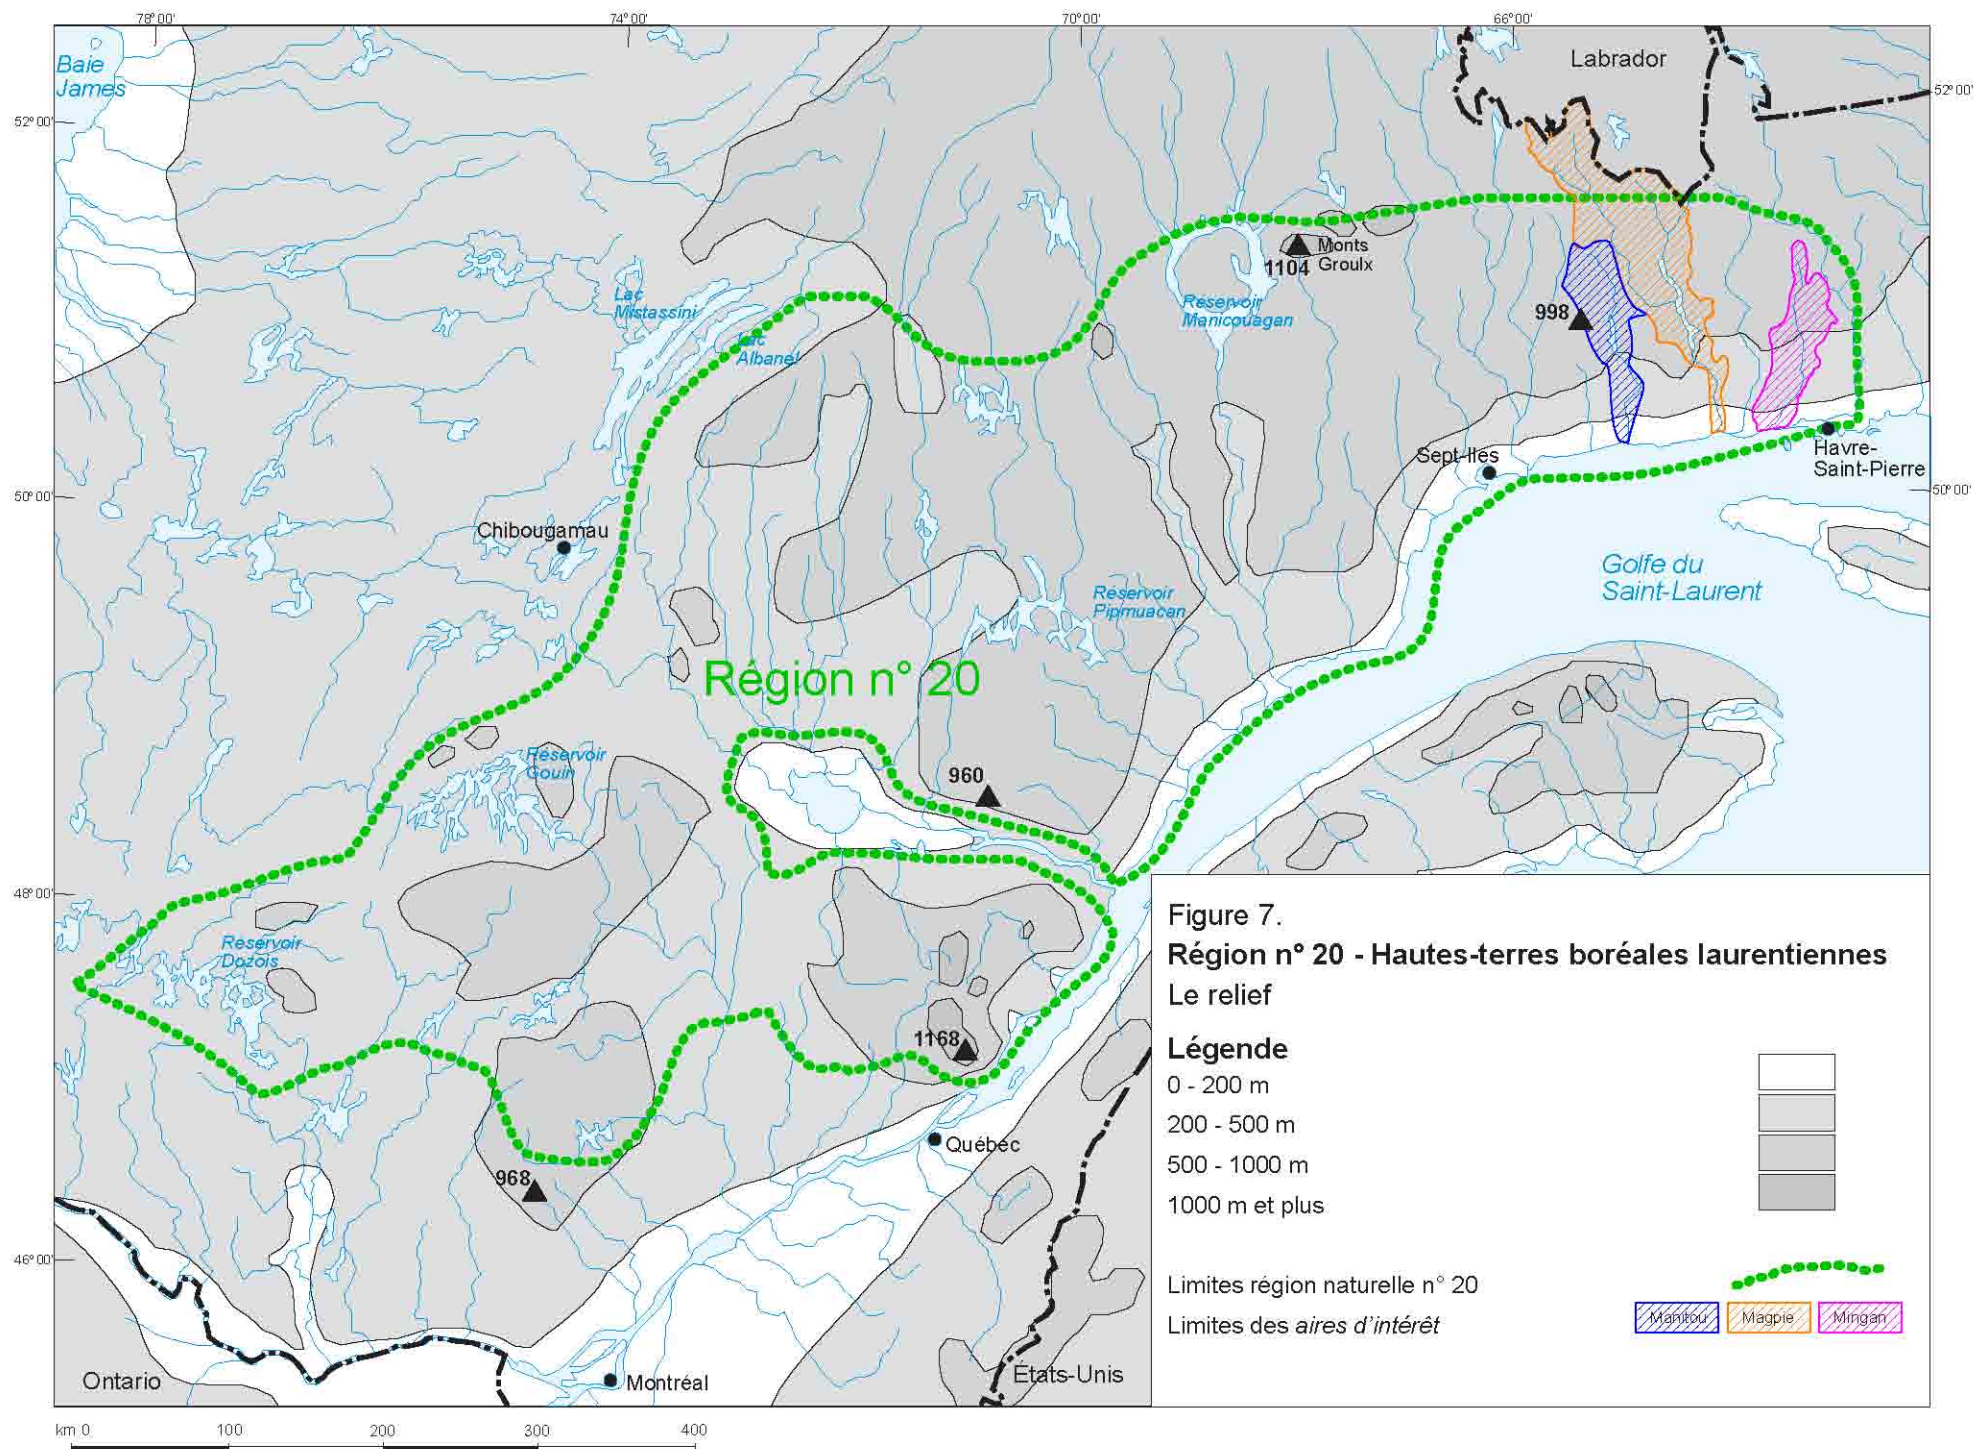 78°00'
74°00'
70°00'
66°00'
Baie
James
Labrador
52°00'
52°00'
Monts
Groulx
1104
Lac
Mistassini
Réservoir
Manicouagan
998
Lac
Albanel
Sept-Iles
Havre-
Saint-Pierre
50°00'
50°00'
Chibougamau
Golfe du
Saint-Laurent
Réservoir
Pipmuacan
Région n° 20
Réservoir
Gouin
960
48°00'
Réservoir
Dozois
1168
Québec
968
46°00'
Ontario
Montréal
États-Unis
km 0 100 200 300 400
Figure 7.
Région n° 20 - Hautes-terres boréales laurentiennes
Le relief
Légende
0 - 200 m
200 - 500 m
500 - 1000 m
1000 m et plus
Limites région naturelle n° 20
Limites des aires d'intérêt
Manitou Magpie Mingan